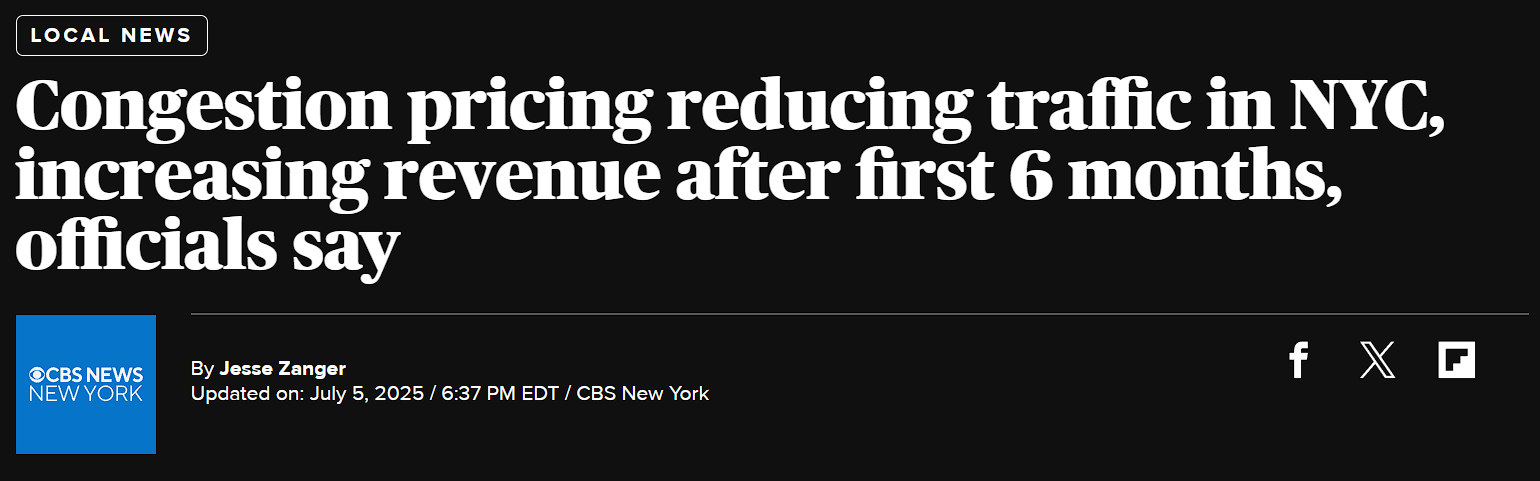 LOCAL NEWS
Congestion pricing reducing traffic in NYC,
increasing revenue after first 6 months,
officials say
CBS NEWS
NEW YORK
By Jesse Zanger
Updated on: July 5, 2025 / 6:37 PM EDT / CBS New York